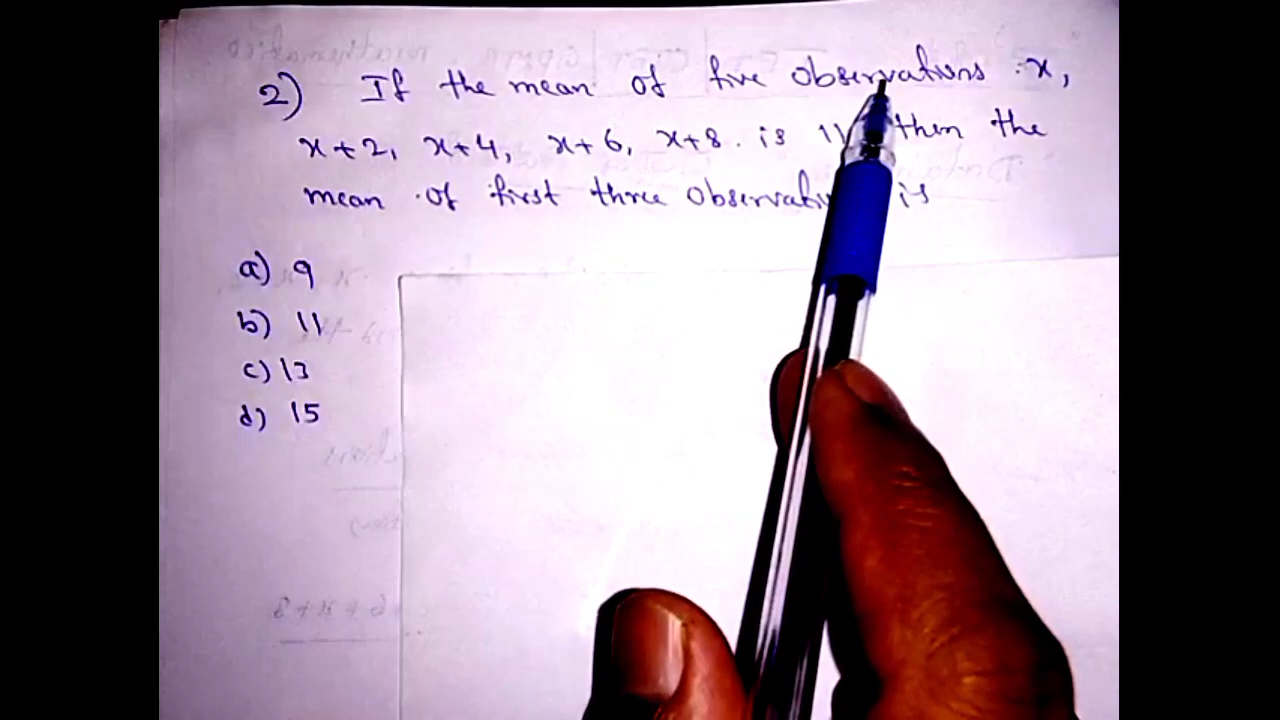 2) If the mean of five observations x,
x+2, x+4, x+6, x+8. is 11 then the
mean of first three is
a) 9
b) 11
c) 13
d) 15